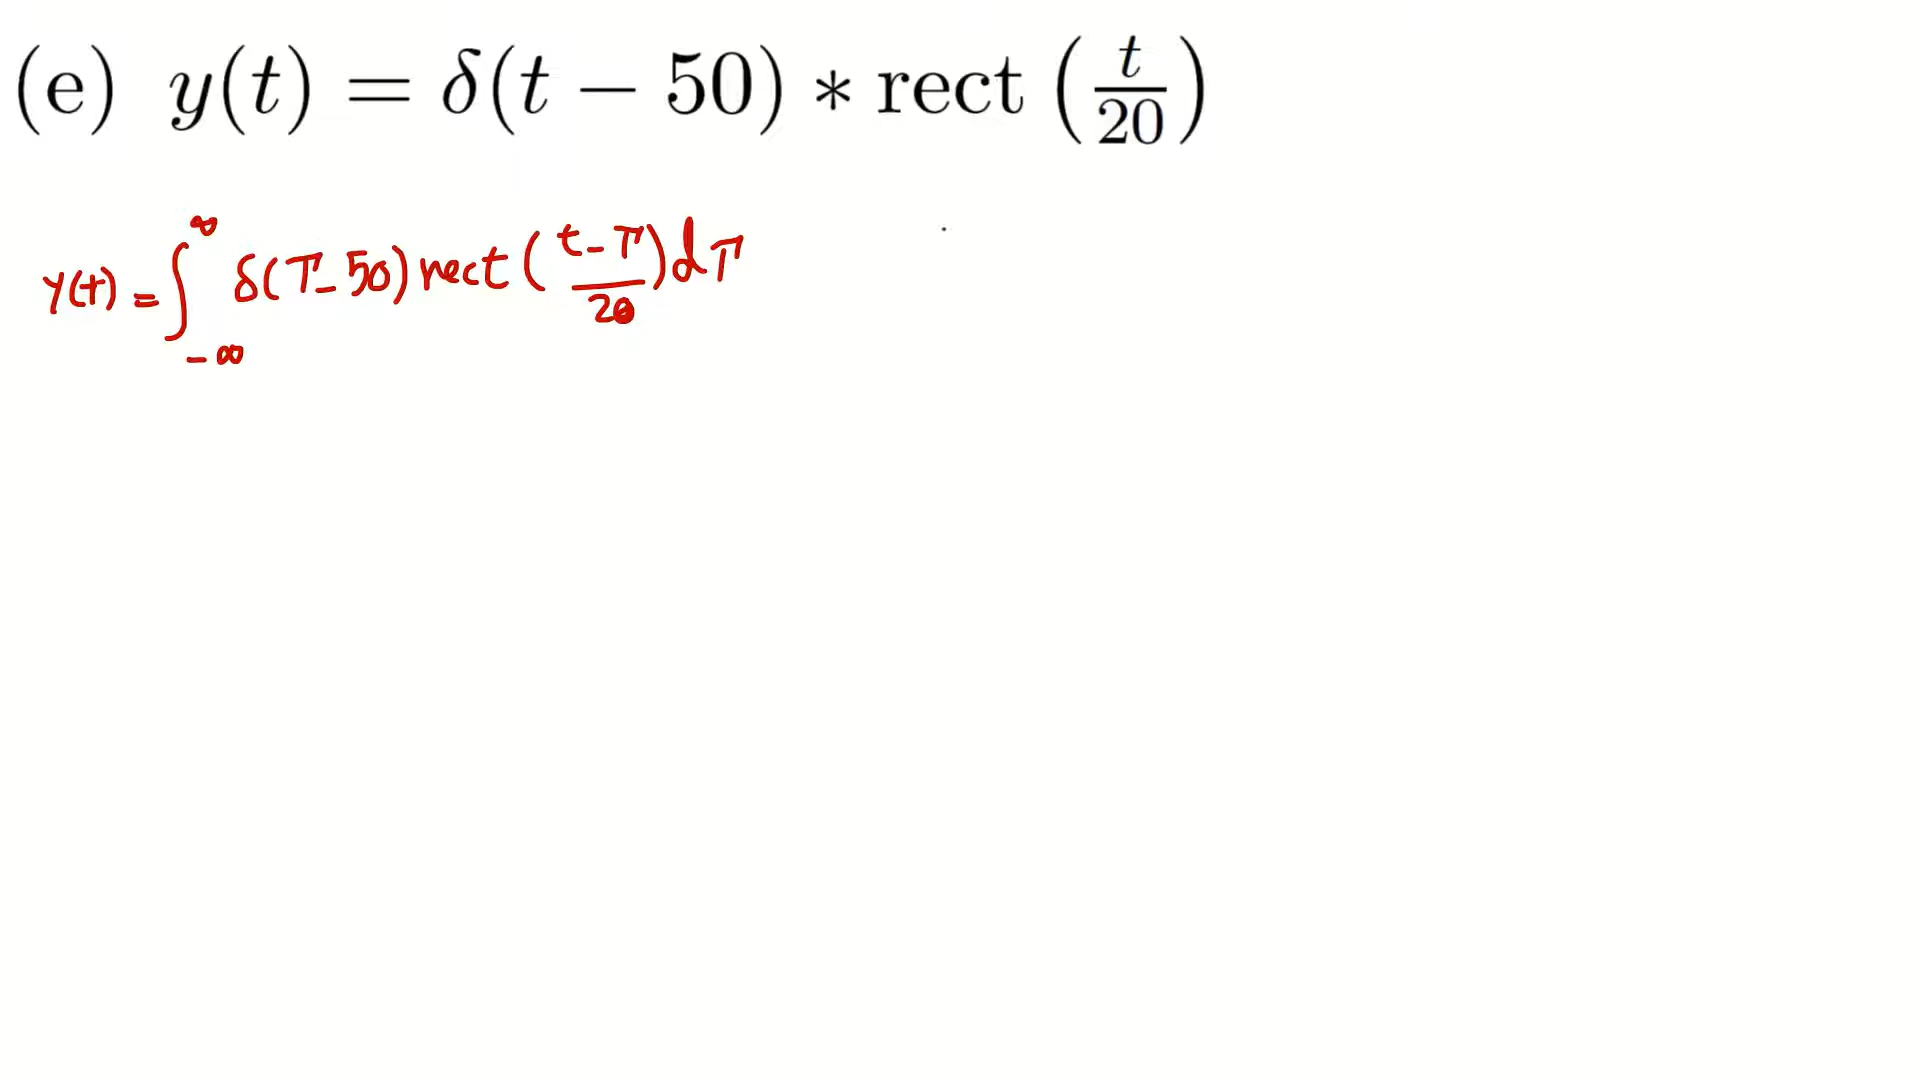 (e) y(t) = δ(t − 50) ∗ rect (t/20)
y(t) = ∫_{-∞}^{∞} δ(τ - 50) rect (t - τ / 20) dτ